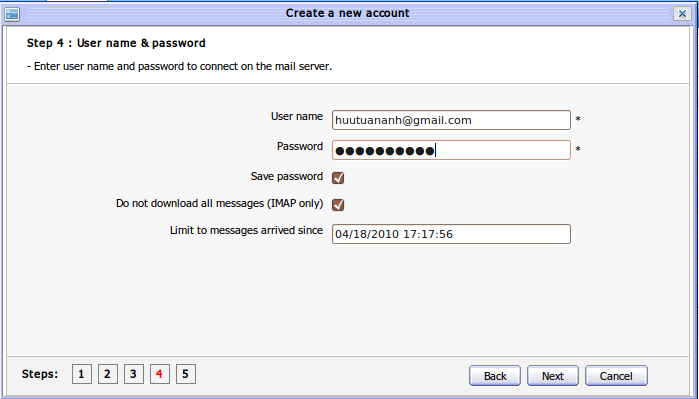 Create a new account
Step 4 : User name & password
- Enter user name and password to connect on the mail server.
User name huutuananh@gmail.com *
Password ●●●●●●●●●● *
Save password
Do not download all messages (IMAP only)
Limit to messages arrived since 04/18/2010 17:17:56
Steps: 1 2 3 4 5 Back Next Cancel